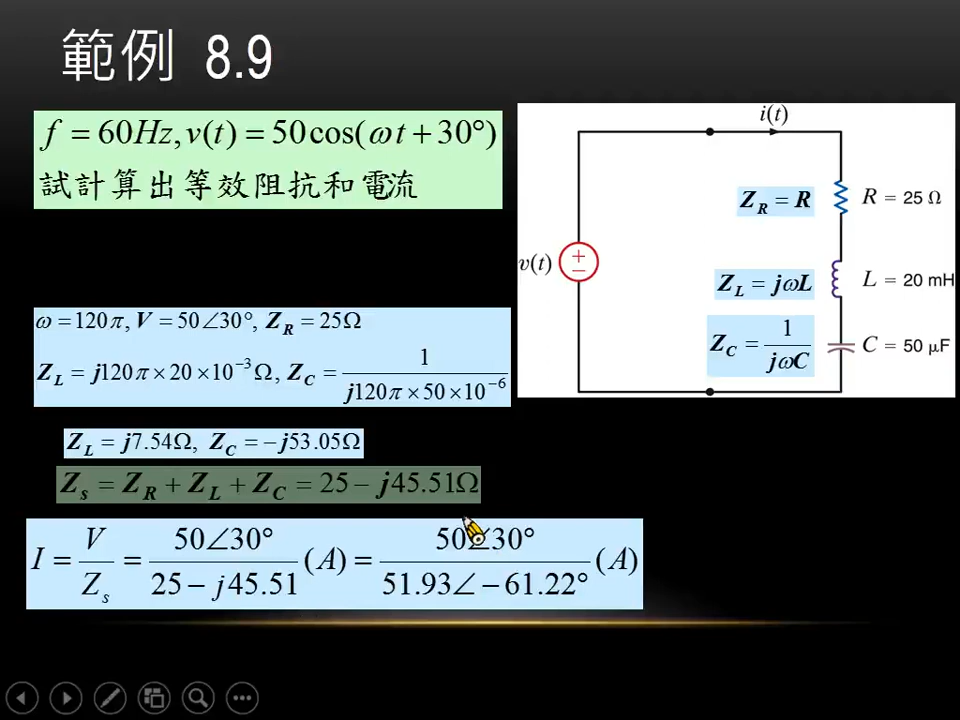 範例 8.9
f = 60Hz, v(t) = 50cos(ωt + 30°)
試計算出等效阻抗和電流
i(t)
Z_R = R
R = 25 Ω
v(t)
+
−
Z_L = jωL
L = 20 mH
Z_C = 1/(jωC)
C = 50 μF
ω = 120π, V = 50∠30°, Z_R = 25Ω
Z_L = j120π × 20 × 10⁻³ Ω, Z_C = 1/(j120π × 50 × 10⁻⁶)
Z_L = j7.54Ω, Z_C = −j53.05Ω
Z_s = Z_R + Z_L + Z_C = 25 − j45.51Ω
I = V/Z_s = 50∠30°/(25 − j45.51) (A) = 50∠30°/(51.93∠−61.22°) (A)